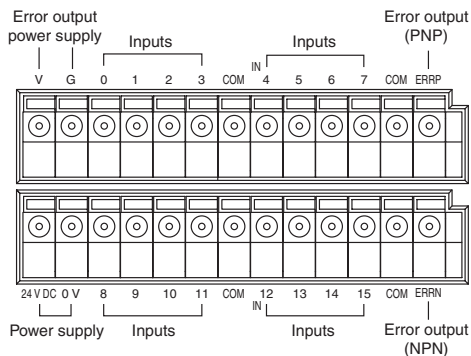 Error output
power supply
Inputs
Inputs
Error output
(PNP)
V G 0 1 2 3 COM IN 4 5 6 7 COM ERRP
24 V DC 0 V 8 9 10 11 COM IN 12 13 14 15 COM ERRN
Power supply
Inputs
Inputs
Error output
(NPN)